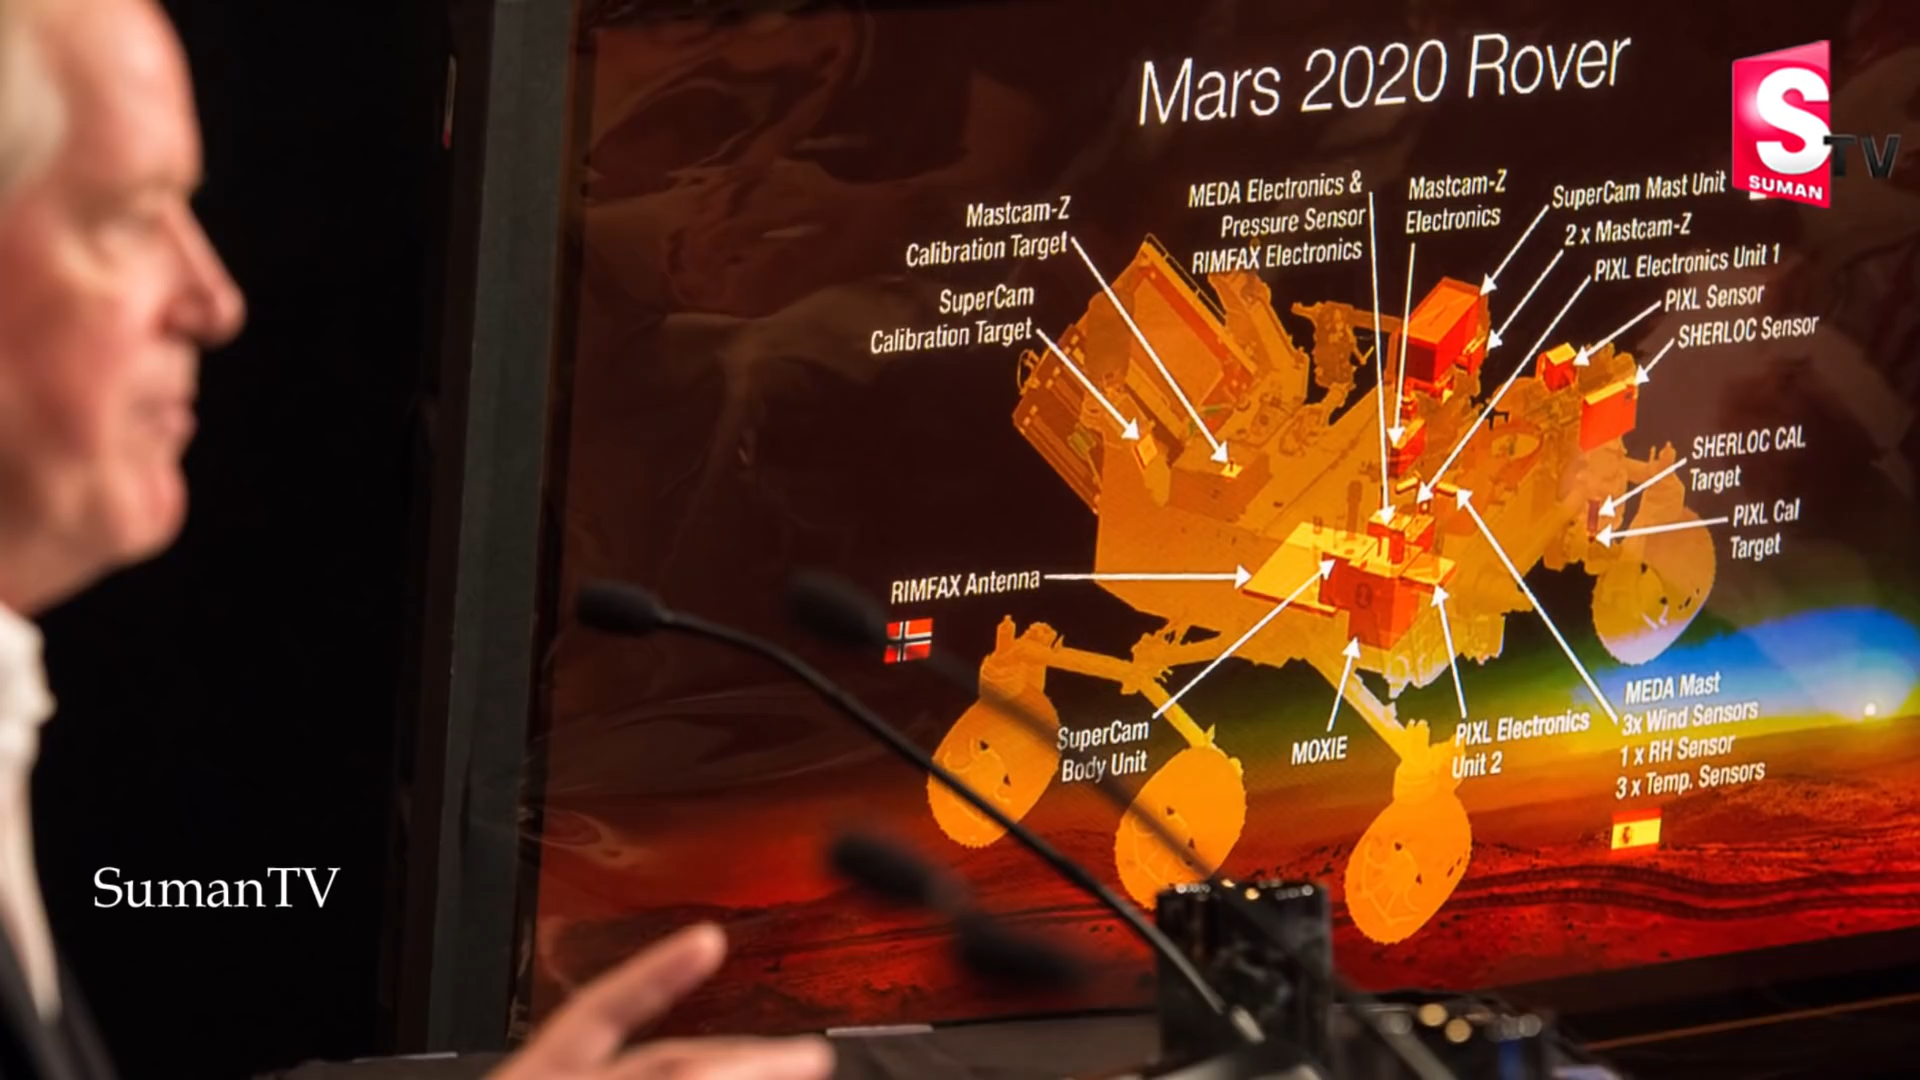 Mars 2020 Rover
S
TV
SUMAN
Mastcam-Z
Calibration Target
SuperCam
Calibration Target
MEDA Electronics &
Pressure Sensor
RIMFAX Electronics
Mastcam-Z
Electronics
SuperCam Mast Unit
2 x Mastcam-Z
PIXL Electronics Unit 1
PIXL Sensor
SHERLOC Sensor
SHERLOC CAL
Target
PIXL Cal
Target
RIMFAX Antenna
SuperCam
Body Unit
MOXIE
PIXL Electronics
Unit 2
MEDA Mast
3x Wind Sensors
1 x RH Sensor
3 x Temp. Sensors
SumanTV